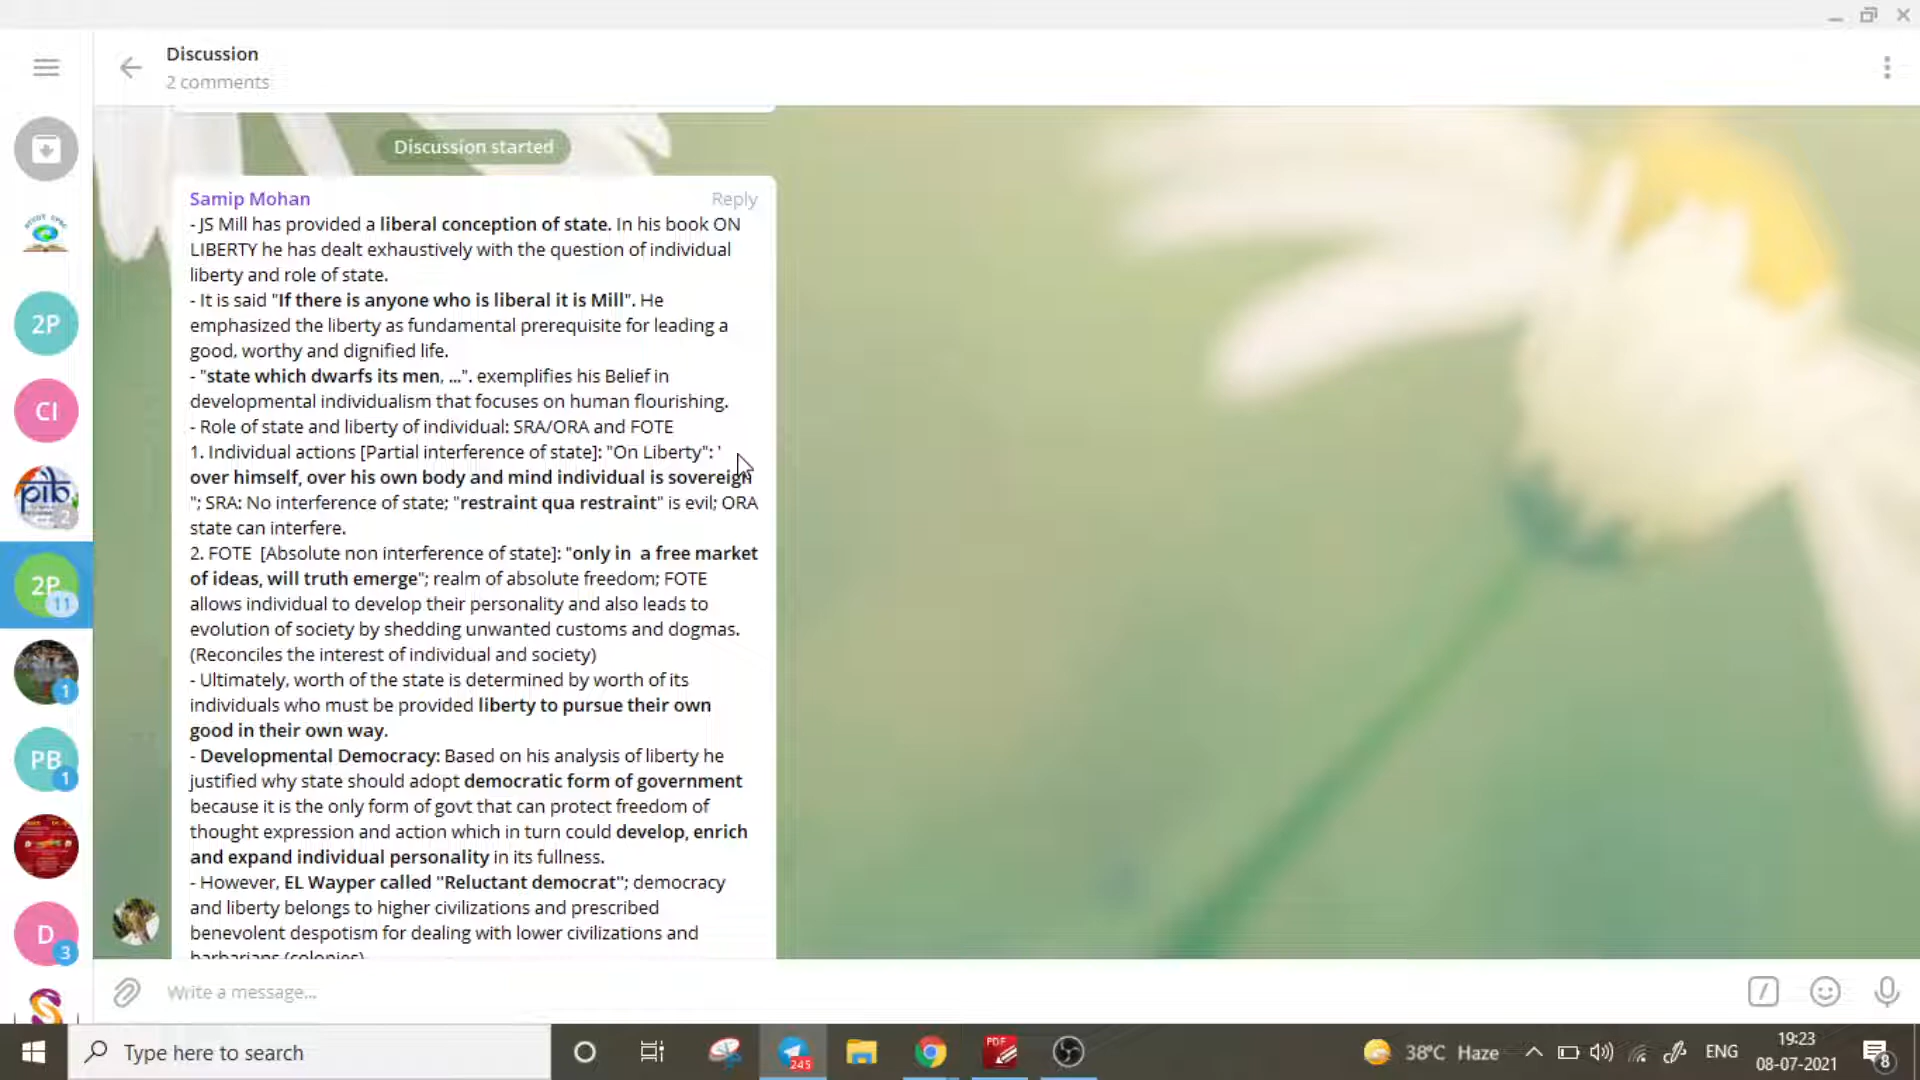 Discussion
2 comments
Discussion started
Samip Mohan
Reply
- JS Mill has provided a liberal conception of state. In his book ON
LIBERTY he has dealt exhaustively with the question of individual
liberty and role of state.
- It is said "If there is anyone who is liberal it is Mill". He
emphasized the liberty as fundamental prerequisite for leading a
good, worthy and dignified life.
- "state which dwarfs its men, ...". exemplifies his Belief in
developmental individualism that focuses on human flourishing.
- Role of state and liberty of individual: SRA/ORA and FOTE
1. Individual actions [Partial interference of state]: "On Liberty": '
over himself, over his own body and mind individual is sovereign
"; SRA: No interference of state; "restraint qua restraint" is evil; ORA
state can interfere.
2. FOTE [Absolute non interference of state]: "only in a free market
of ideas, will truth emerge"; realm of absolute freedom; FOTE
allows individual to develop their personality and also leads to
evolution of society by shedding unwanted customs and dogmas.
(Reconciles the interest of individual and society)
- Ultimately, worth of the state is determined by worth of its
individuals who must be provided liberty to pursue their own
good in their own way.
- Developmental Democracy: Based on his analysis of liberty he
justified why state should adopt democratic form of government
because it is the only form of govt that can protect freedom of
thought expression and action which in turn could develop, enrich
and expand individual personality in its fullness.
- However, EL Wayper called "Reluctant democrat"; democracy
and liberty belongs to higher civilizations and prescribed
benevolent despotism for dealing with lower civilizations and
barbarians (colonies)
2P
CI
pib
2
2P
11
1
PB
1
D
3
S
Write a message...
Type here to search
245
PDF
38°C Haze
ENG
19:23
08-07-2021
8